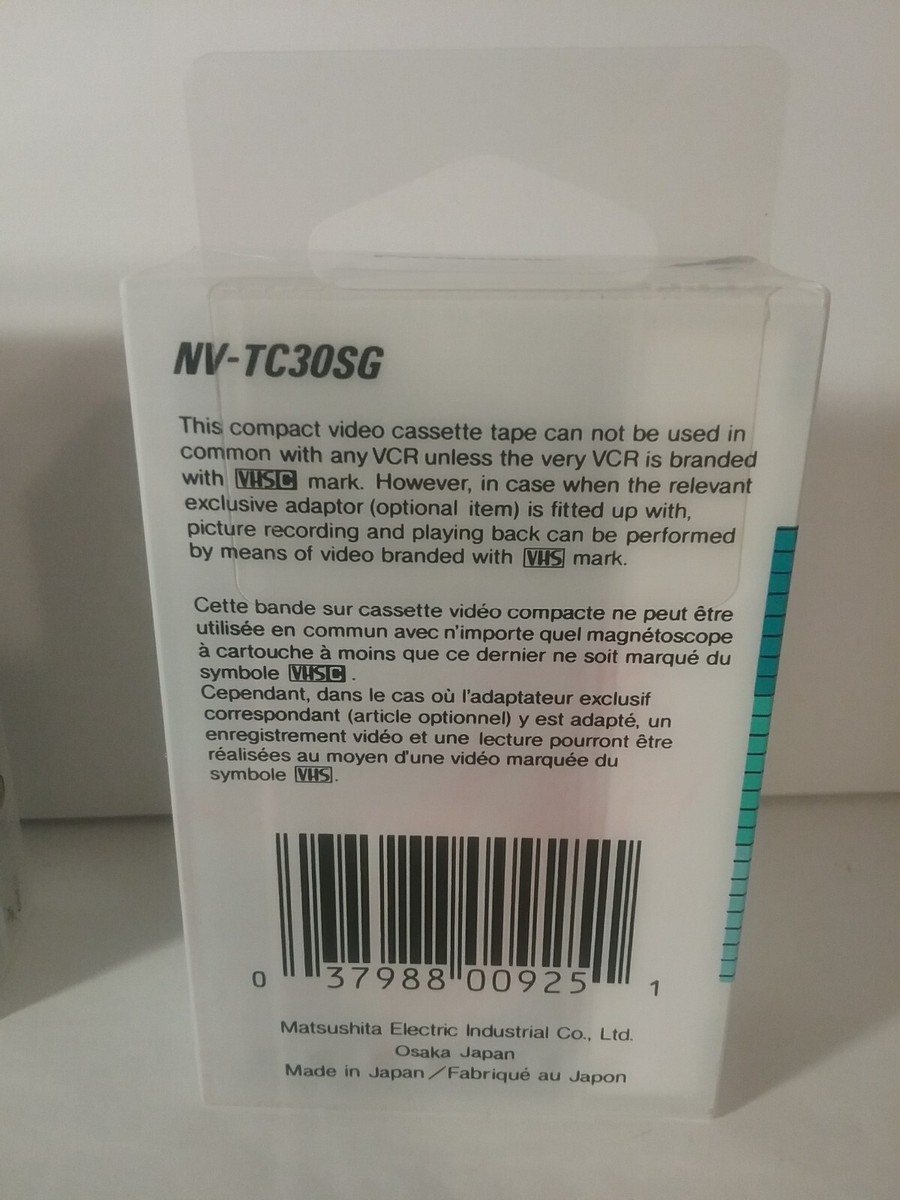 NV-TC30SG
This compact video cassette tape can not be used in
common with any VCR unless the very VCR is branded
with VHSC mark. However, in case when the relevant
exclusive adaptor (optional item) is fitted up with,
picture recording and playing back can be performed
by means of video branded with VHS mark.
Cette bande sur cassette vidéo compacte ne peut être
utilisée en commun avec n'importe quel magnétoscope
à cartouche à moins que ce dernier ne soit marqué du
symbole VHSC .
Cependant, dans le cas où l'adaptateur exclusif
correspondant (article optionnel) y est adapté, un
enregistrement vidéo et une lecture pourront être
réalisées au moyen d'une vidéo marquée du
symbole VHS.
0 37988 00925 1
Matsushita Electric Industrial Co., Ltd.
Osaka Japan
Made in Japan/Fabriqué au Japon